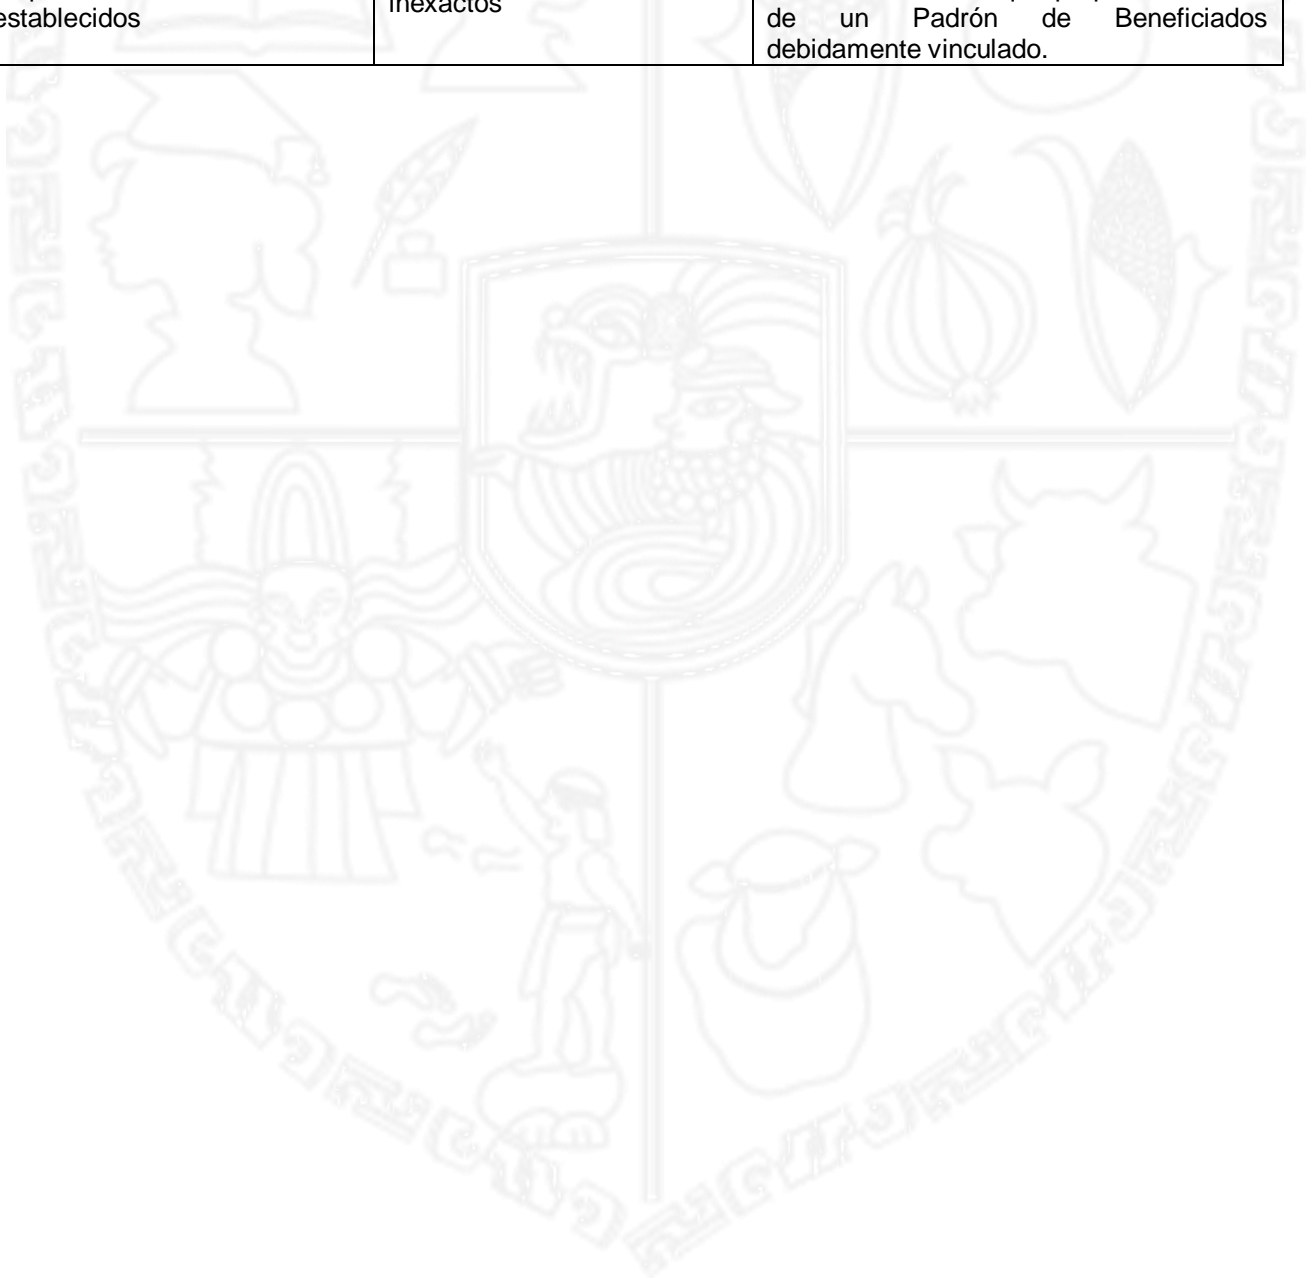 establecidos
inexactos
de un Padrón de Beneficiados
debidamente vinculado.